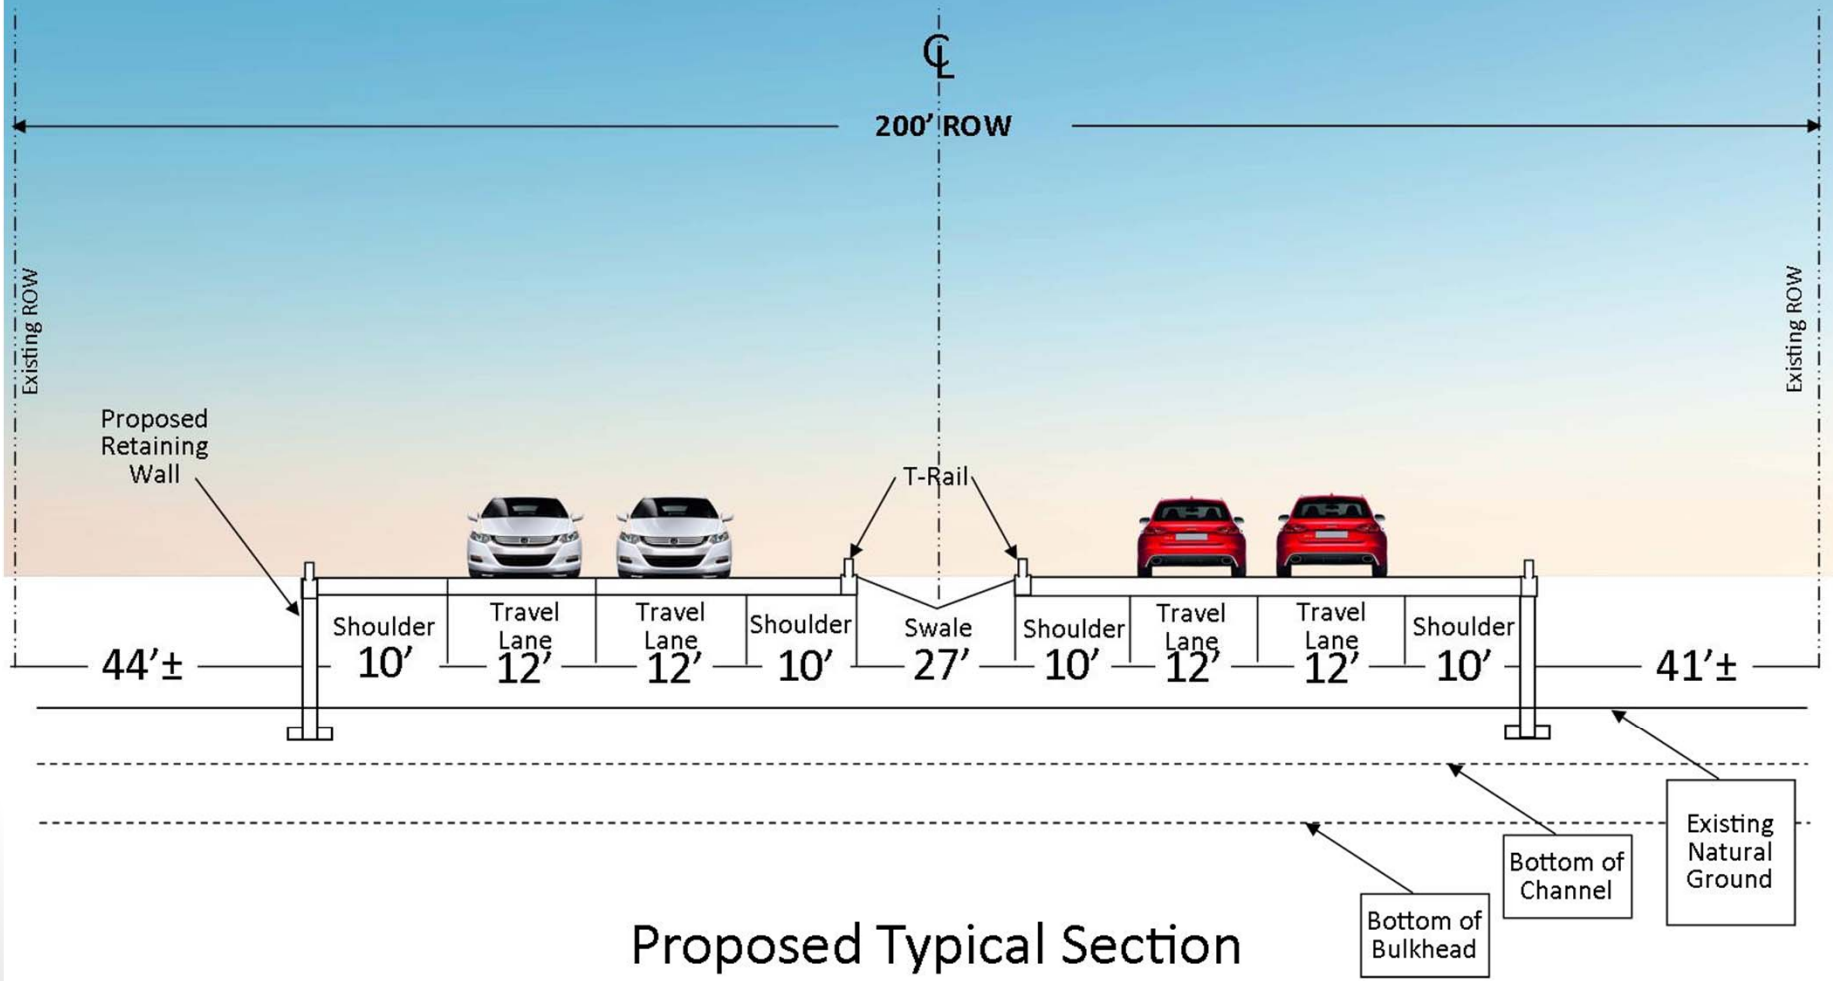 ℄
200' ROW
Existing ROW
Existing ROW
Proposed
Retaining
Wall
T-Rail
Shoulder
10'
Travel
Lane
12'
Travel
Lane
12'
Shoulder
10'
Swale
27'
Shoulder
10'
Travel
Lane
12'
Travel
Lane
12'
Shoulder
10'
44'±
41'±
Existing
Natural
Ground
Bottom of
Channel
Bottom of
Bulkhead
Proposed Typical Section